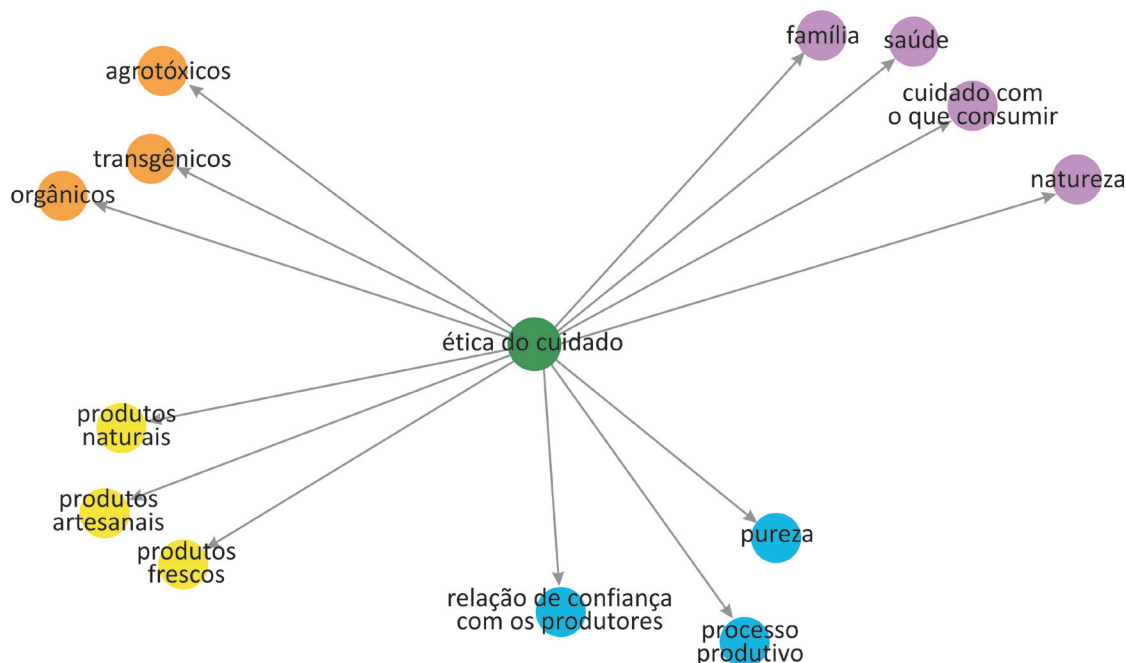 família
saúde
agrotóxicos
cuidado com
o que consumir
transgênicos
natureza
orgânicos
ética do cuidado
produtos
naturais
produtos
artesanais
produtos
frescos
pureza
relação de confiança
com os produtores
processo
produtivo